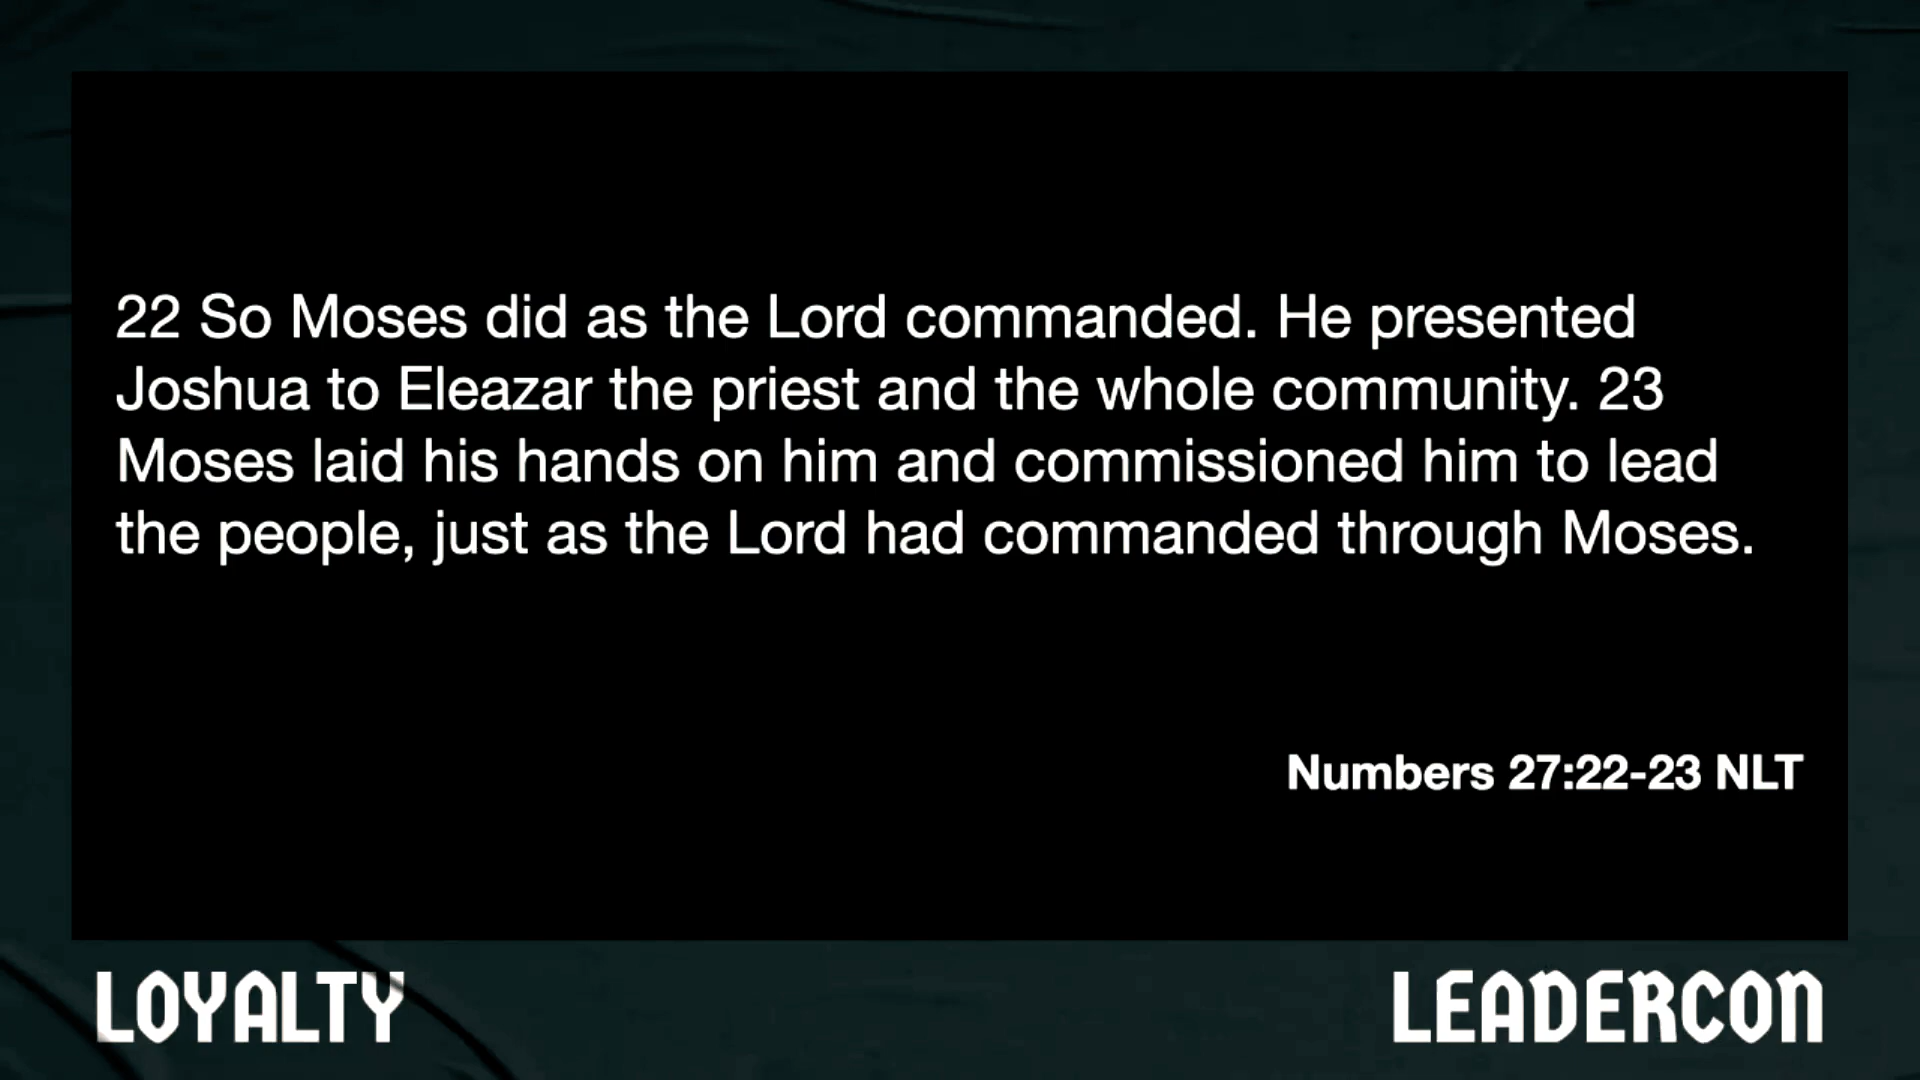 22 So Moses did as the Lord commanded. He presented
Joshua to Eleazar the priest and the whole community. 23
Moses laid his hands on him and commissioned him to lead
the people, just as the Lord had commanded through Moses.
Numbers 27:22-23 NLT
LOYALTY
LEADERCON